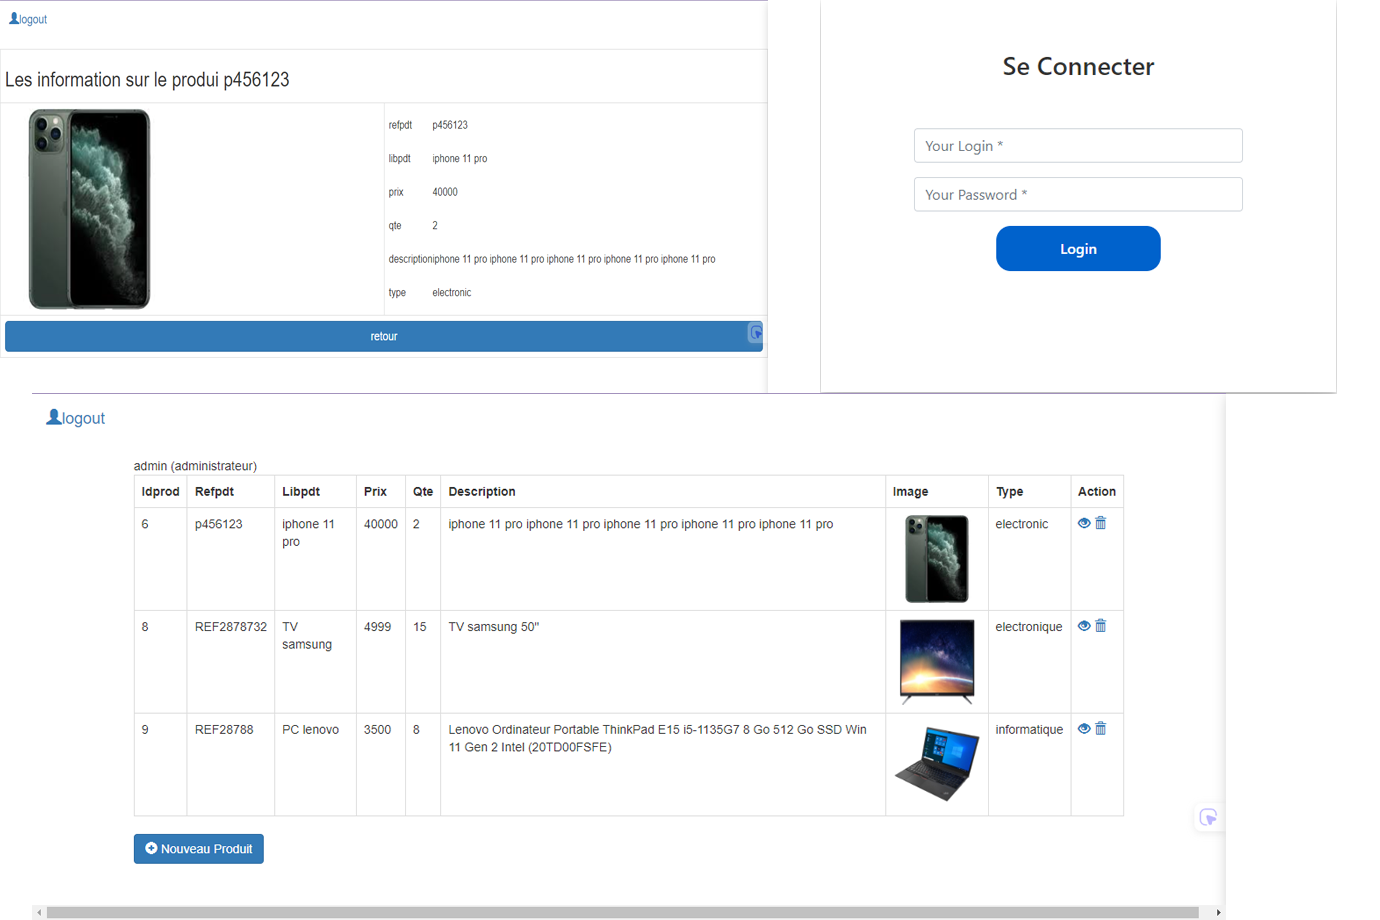 logout
Les information sur le produi p456123
refpdt p456123
libpdt iphone 11 pro
prix 40000
qte 2
descriptioniphone 11 pro iphone 11 pro iphone 11 pro iphone 11 pro iphone 11 pro
type electronic
retour
Se Connecter
Your Login *
Your Password *
Login
logout
admin (administrateur)
Idprod Refpdt Libpdt Prix Qte Description Image Type Action
6 p456123 iphone 11 40000 2 iphone 11 pro iphone 11 pro iphone 11 pro iphone 11 pro iphone 11 pro electronic
pro
8 REF2878732 TV 4999 15 TV samsung 50" electronique
samsung
9 REF28788 PC lenovo 3500 8 Lenovo Ordinateur Portable ThinkPad E15 i5-1135G7 8 Go 512 Go SSD Win informatique
11 Gen 2 Intel (20TD00FSFE)
Nouveau Produit